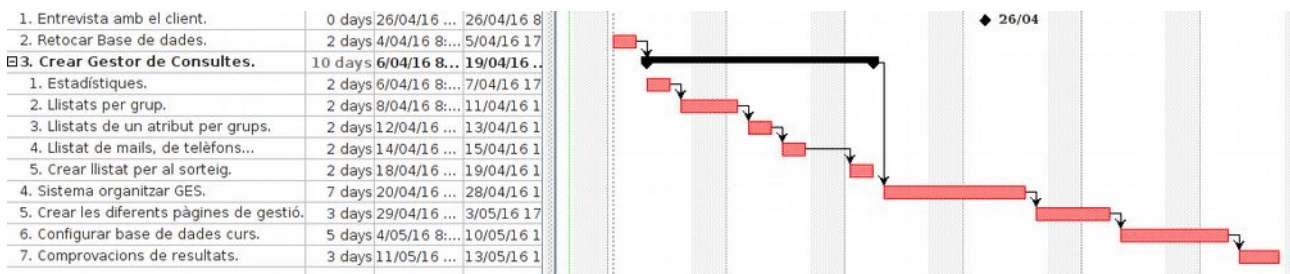 1. Entrevista amb el client. 0 days 26/04/16 ... 26/04/16 8 26/04
2. Retocar Base de dades. 2 days 4/04/16 8:... 5/04/16 17
3. Crear Gestor de Consultes. 10 days 6/04/16 8... 19/04/16 ..
1. Estadístiques. 2 days 6/04/16 8:... 7/04/16 17
2. Llistats per grup. 2 days 8/04/16 8:... 11/04/16 1
3. Llistats de un atribut per grups. 2 days 12/04/16 ... 13/04/16 1
4. Llistat de mails, de telèfons... 2 days 14/04/16 ... 15/04/16 1
5. Crear llistat per al sorteig. 2 days 18/04/16 ... 19/04/16 1
4. Sistema organitzar GES. 7 days 20/04/16 ... 28/04/16 1
5. Crear les diferents pàgines de gestió. 3 days 29/04/16 ... 3/05/16 17
6. Configurar base de dades curs. 5 days 4/05/16 8:... 10/05/16 1
7. Comprovacions de resultats. 3 days 11/05/16 ... 13/05/16 1